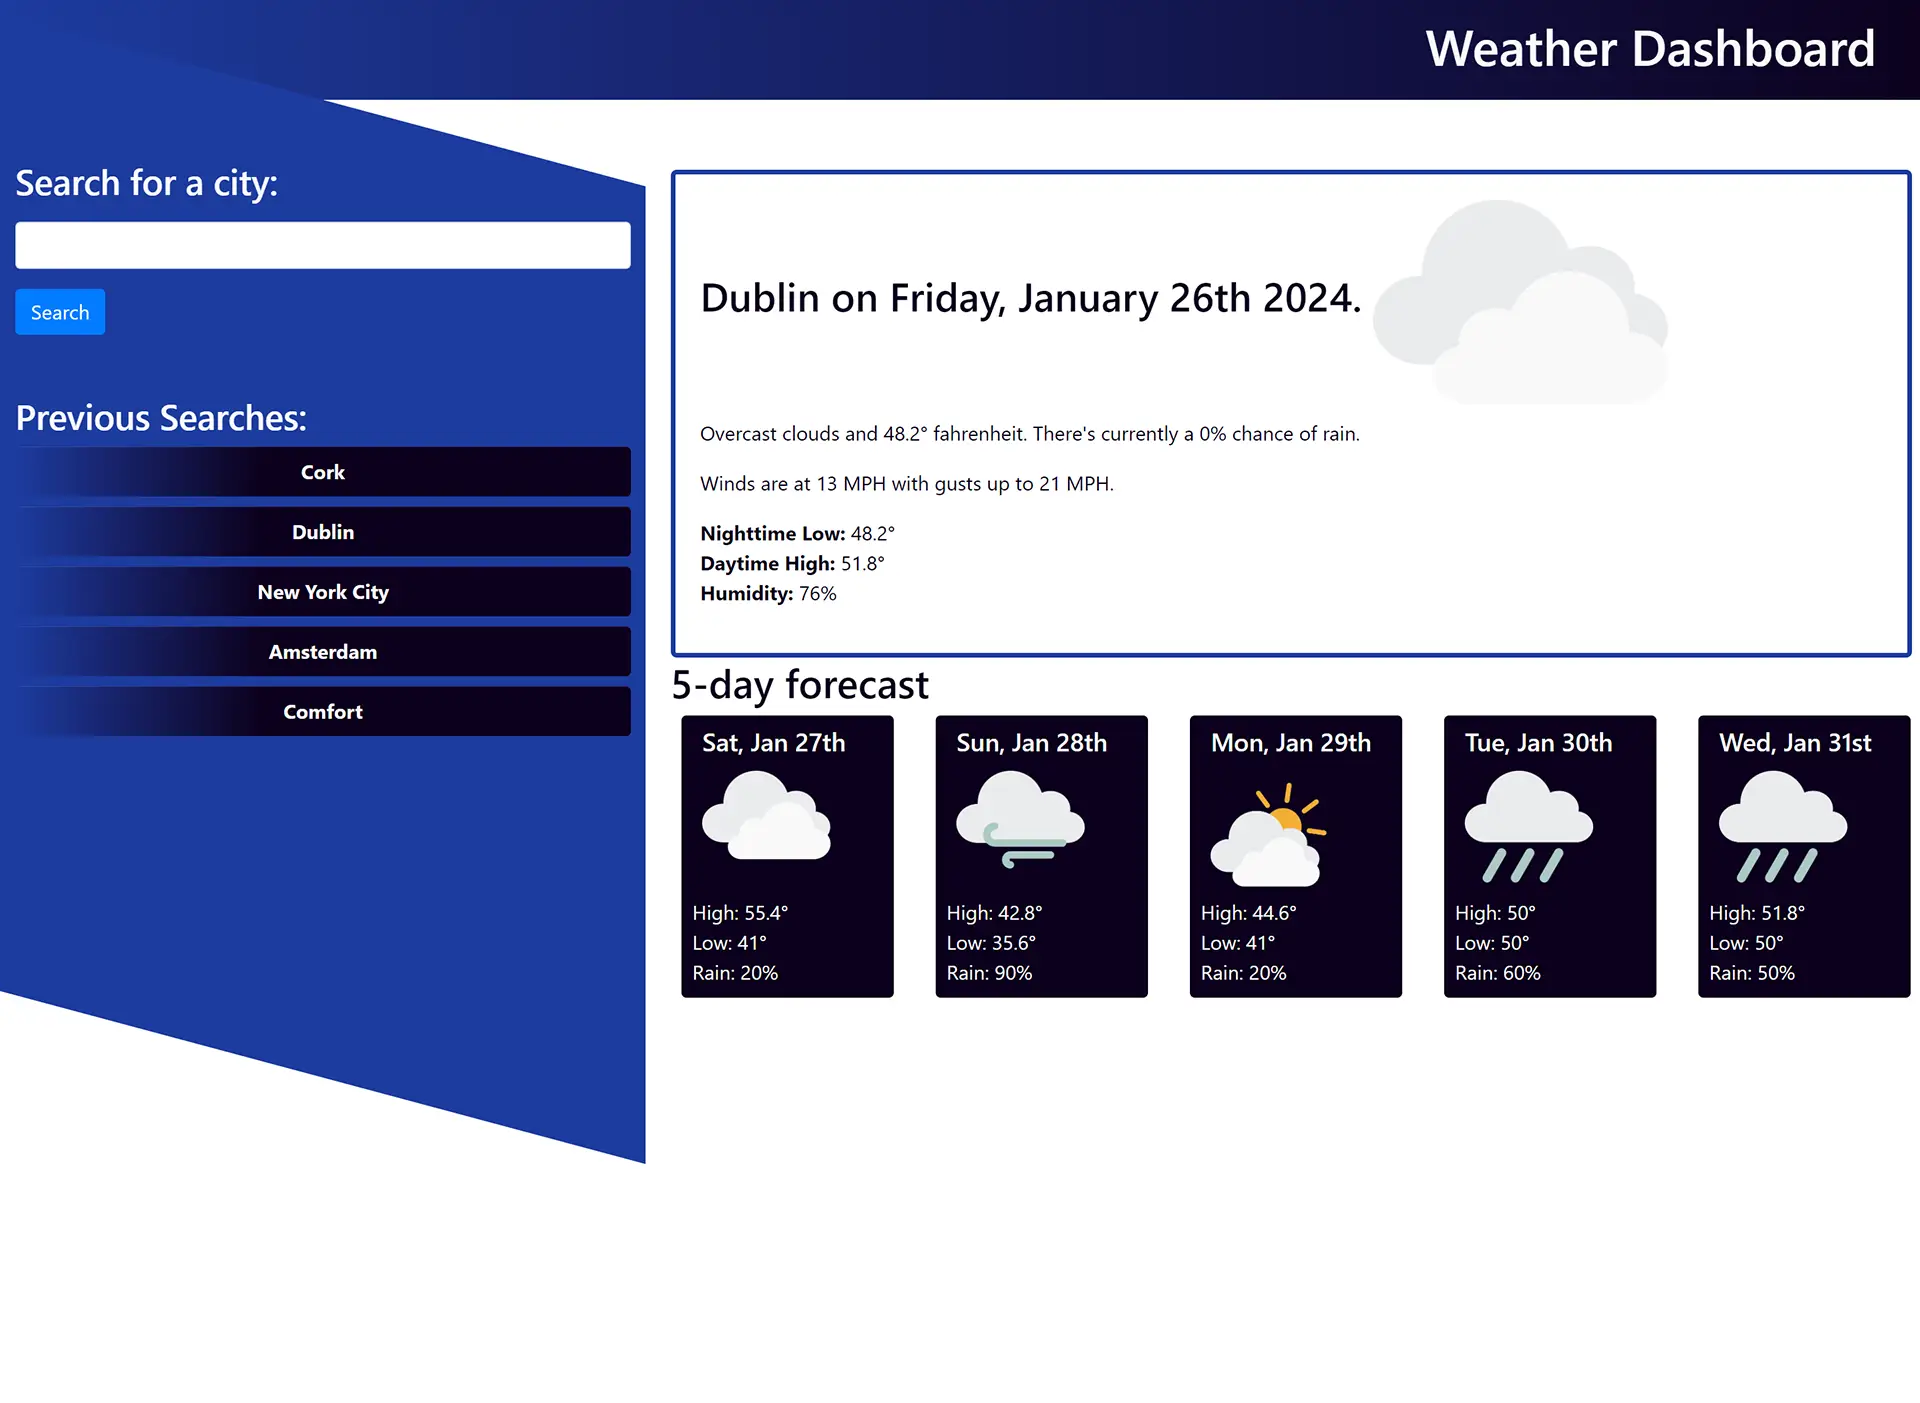 Weather Dashboard
Search for a city:
Search
Previous Searches:
Cork
Dublin
New York City
Amsterdam
Comfort
Dublin on Friday, January 26th 2024.
Overcast clouds and 48.2° fahrenheit. There's currently a 0% chance of rain.
Winds are at 13 MPH with gusts up to 21 MPH.
Nighttime Low: 48.2°
Daytime High: 51.8°
Humidity: 76%
5-day forecast
Sat, Jan 27th
High: 55.4°
Low: 41°
Rain: 20%
Sun, Jan 28th
High: 42.8°
Low: 35.6°
Rain: 90%
Mon, Jan 29th
High: 44.6°
Low: 41°
Rain: 20%
Tue, Jan 30th
High: 50°
Low: 50°
Rain: 60%
Wed, Jan 31st
High: 51.8°
Low: 50°
Rain: 50%